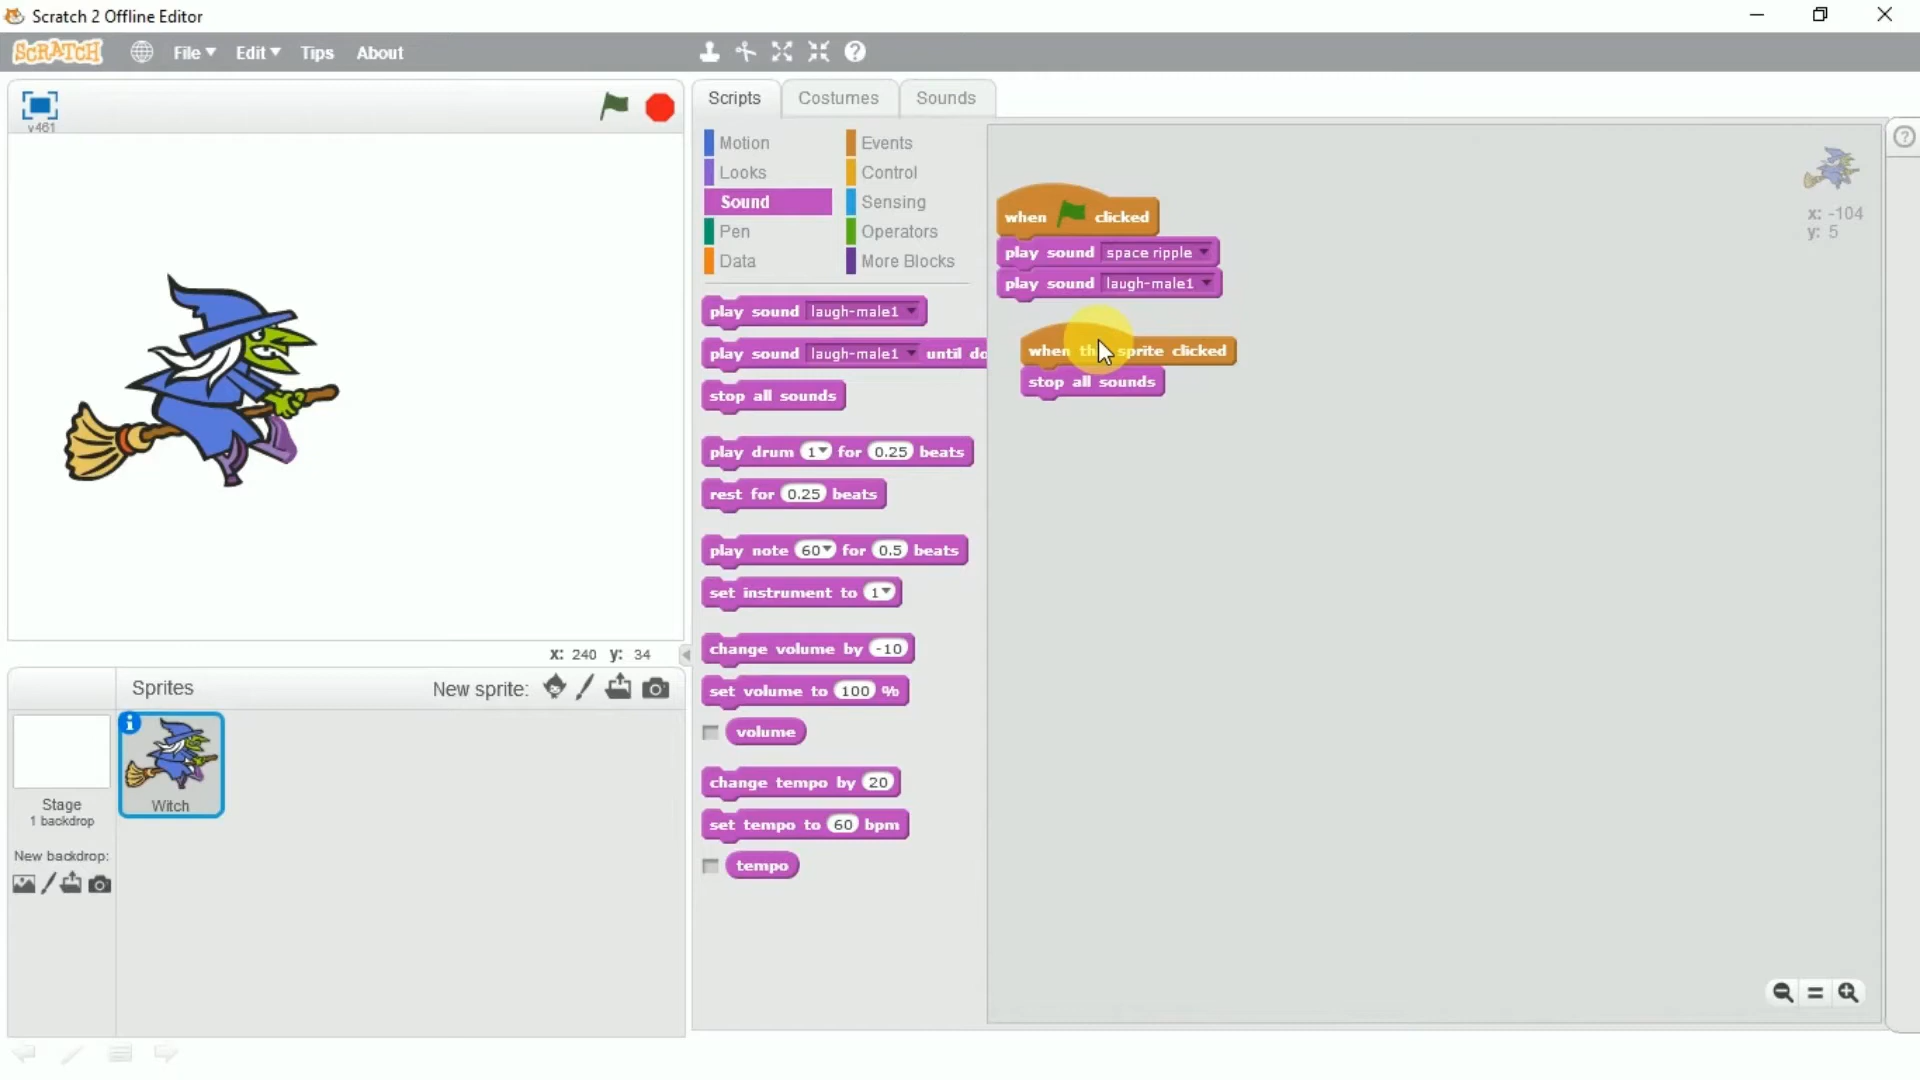 Scratch 2 Offline Editor
SCRATCH
File Edit Tips About
v461
Scripts Costumes Sounds
Motion Events
Looks Control
Sound Sensing
Pen Operators
Data More Blocks
play sound laugh-male1
play sound laugh-male1 until do
stop all sounds
play drum 1 for 0.25 beats
rest for 0.25 beats
play note 60 for 0.5 beats
set instrument to 1
change volume by -10
set volume to 100 %
volume
change tempo by 20
set tempo to 60 bpm
tempo
when clicked
play sound space ripple
play sound laugh-male1
when th sprite clicked
stop all sounds
x: -104
y: 5
x: 240 y: 34
Sprites New sprite:
Witch
Stage
1 backdrop
New backdrop: